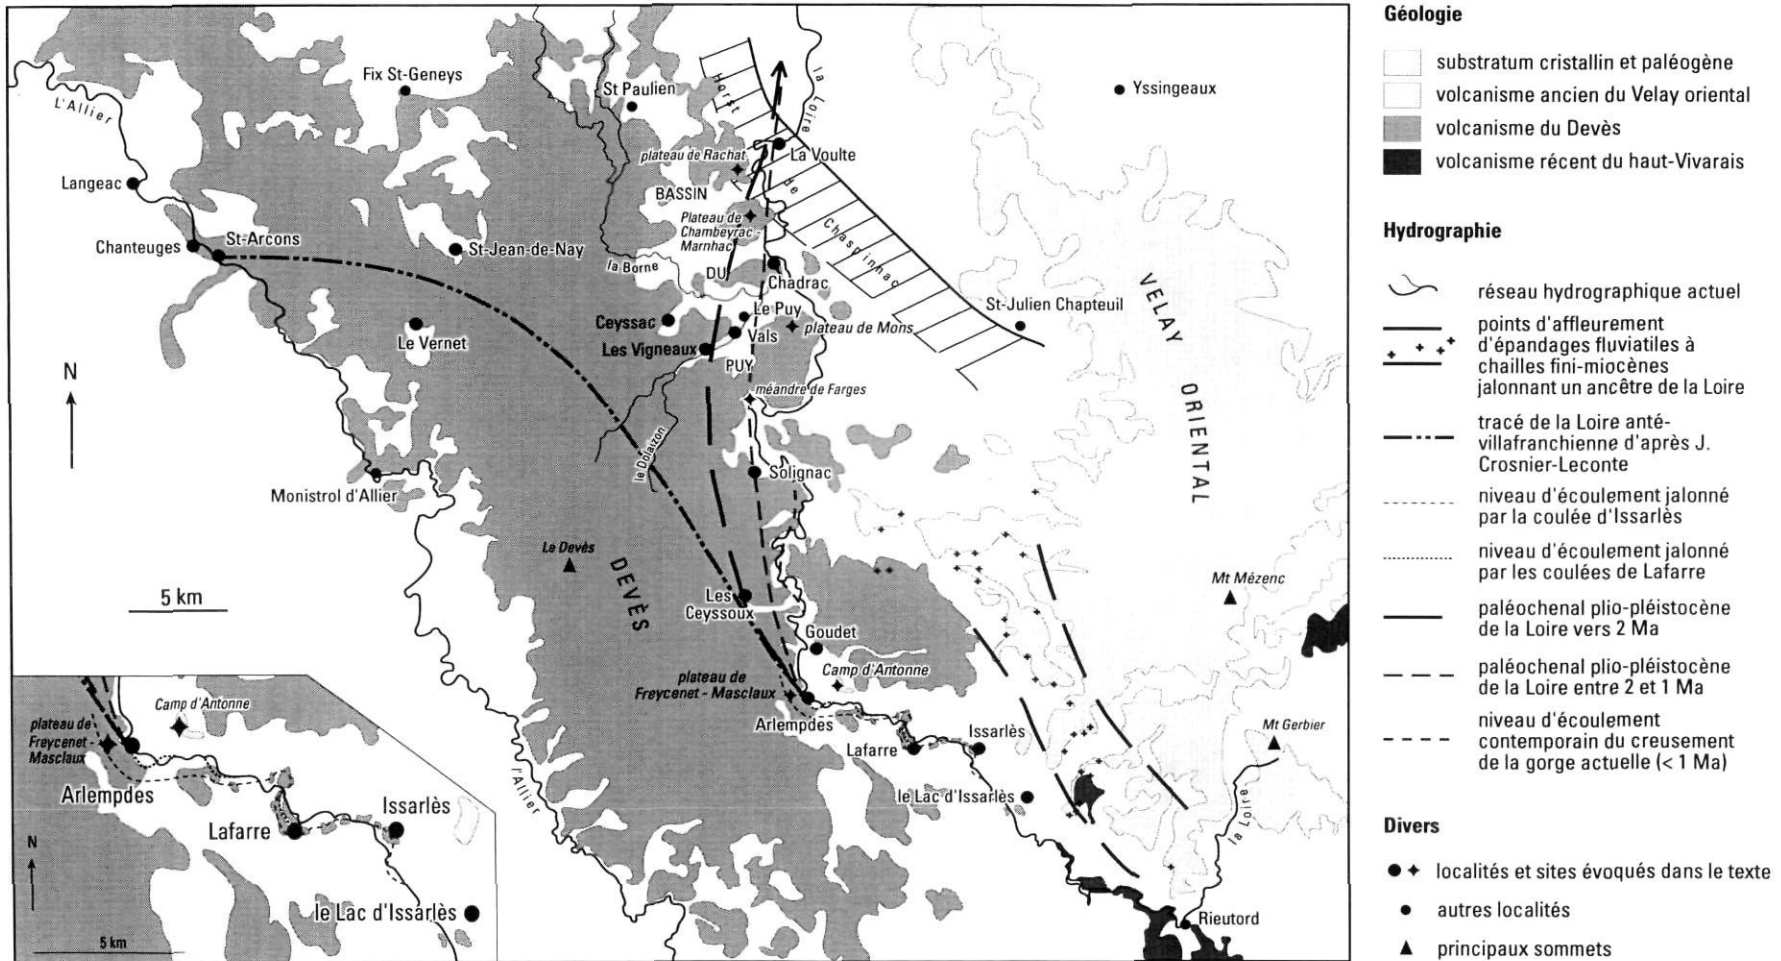 Géologie
substratum cristallin et paléogène
volcanisme ancien du Velay oriental
volcanisme du Devès
volcanisme récent du haut-Vivarais
Hydrographie
réseau hydrographique actuel
points d'affleurement
d'épandages fluviatiles à
chailles fini-miocènes
jalonnant un ancêtre de la Loire
tracé de la Loire anté-
villafranchienne d'après J.
Crosnier-Leconte
niveau d'écoulement jalonné
par la coulée d'Issarlès
niveau d'écoulement jalonné
par les coulées de Lafarre
paléochenal plio-pléistocène
de la Loire vers 2 Ma
paléochenal plio-pléistocène
de la Loire entre 2 et 1 Ma
niveau d'écoulement
contemporain du creusement
de la gorge actuelle (< 1 Ma)
Divers
localités et sites évoqués dans le texte
autres localités
principaux sommets
L'Allier
Fix St-Geneys
St Paulien
Horst
de
Chaspinhac
la Loire
Yssingeaux
La Voulte
plateau de Rachat
Langeac
BASSIN
Plateau de
Chambeyrac -
Marnhac
Chanteuges
St-Arcons
St-Jean-de-Nay
la Borne
DU
Chadrac
VELAY
ORIENTAL
St-Julien Chapteuil
Ceyssac
Le Puy
plateau de Mons
Vals
Le Vernet
Les Vigneaux
PUY
N
méandre de Farges
le Dolaizon
Solignac
Monistrol d'Allier
Le Devès
DEVÈS
Mt Mézenc
5 km
Les
Ceyssoux
Goudet
Camp d'Antonne
plateau de
Freycenet - Masclaux
Arlempdes
Lafarre
Issarlès
Mt Gerbier
l'Allier
le Lac d'Issarlès
la Loire
Rieutord
Camp d'Antonne
plateau de
Freycenet -
Masclaux
Arlempdes
Issarlès
Lafarre
N
le Lac d'Issarlès
5 km